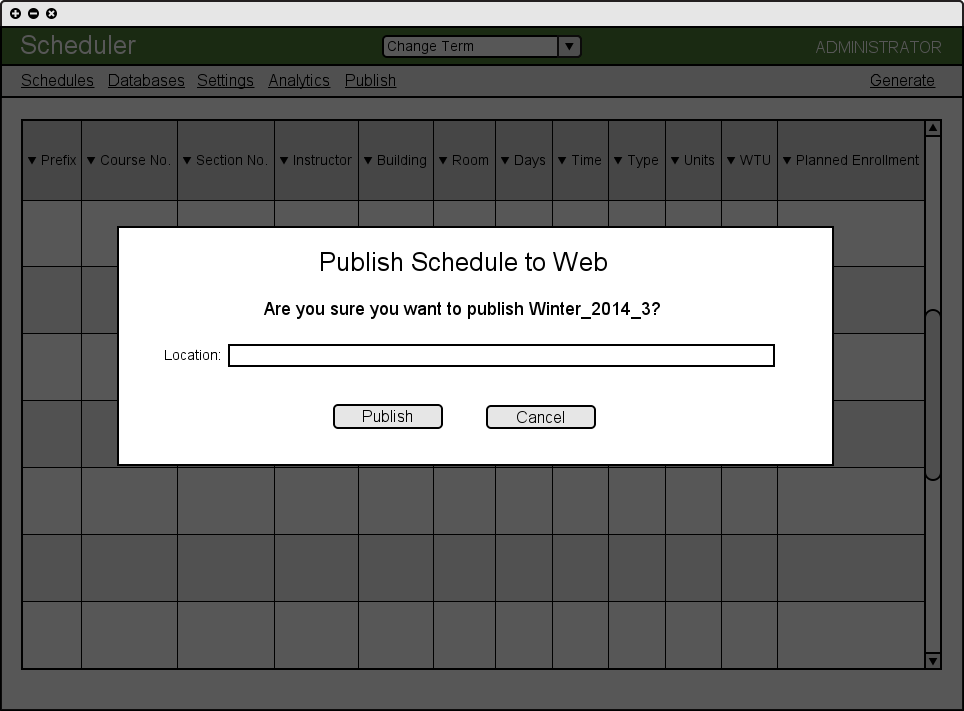 Scheduler
Change Term
ADMINISTRATOR
Schedules Databases Settings Analytics Publish Generate
Prefix Course No. Section No. Instructor Building Room Days Time Type Units WTU Planned Enrollment
Publish Schedule to Web
Are you sure you want to publish Winter_2014_3?
Location:
Publish Cancel